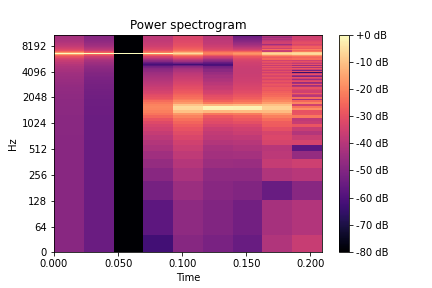 Power spectrogram
8192
4096
2048
1024
512
256
128
64
0
Hz
0.000 0.050 0.100 0.150 0.200
Time
+0 dB
-10 dB
-20 dB
-30 dB
-40 dB
-50 dB
-60 dB
-70 dB
-80 dB